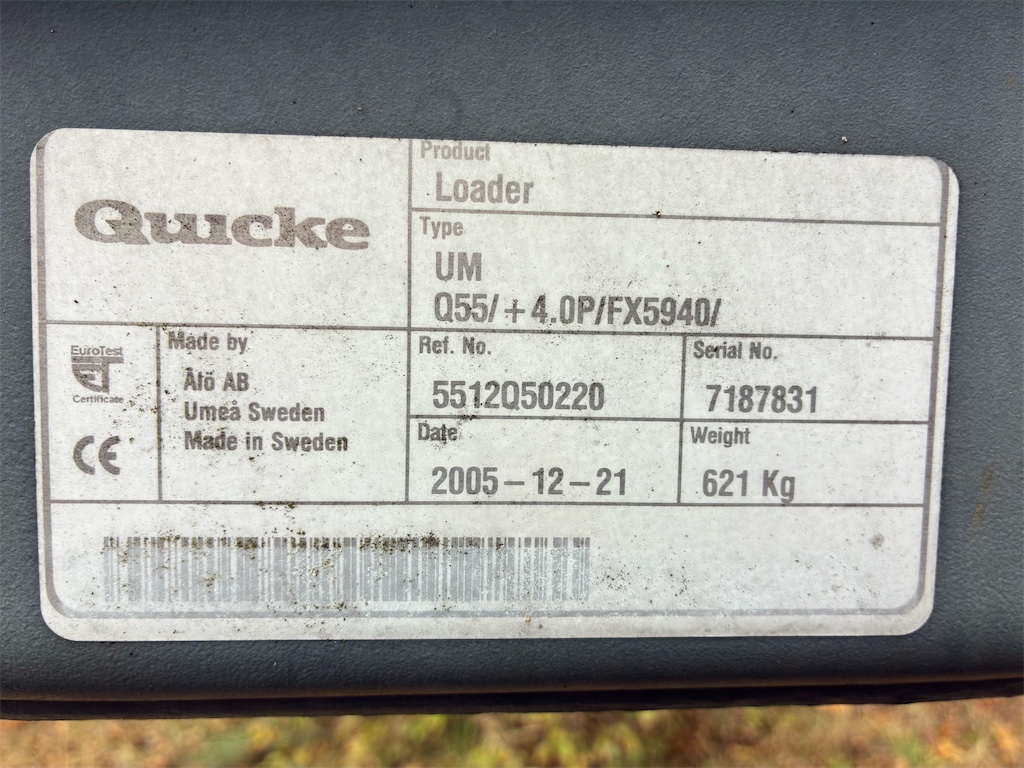 Quicke
Product
Loader
Type
UM
Q55/+4.0P/FX5940/
EuroTest
Certificate
CE
Made by
Ålö AB
Umeå Sweden
Made in Sweden
Ref. No.
5512Q50220
Serial No.
7187831
Date
2005-12-21
Weight
621 Kg